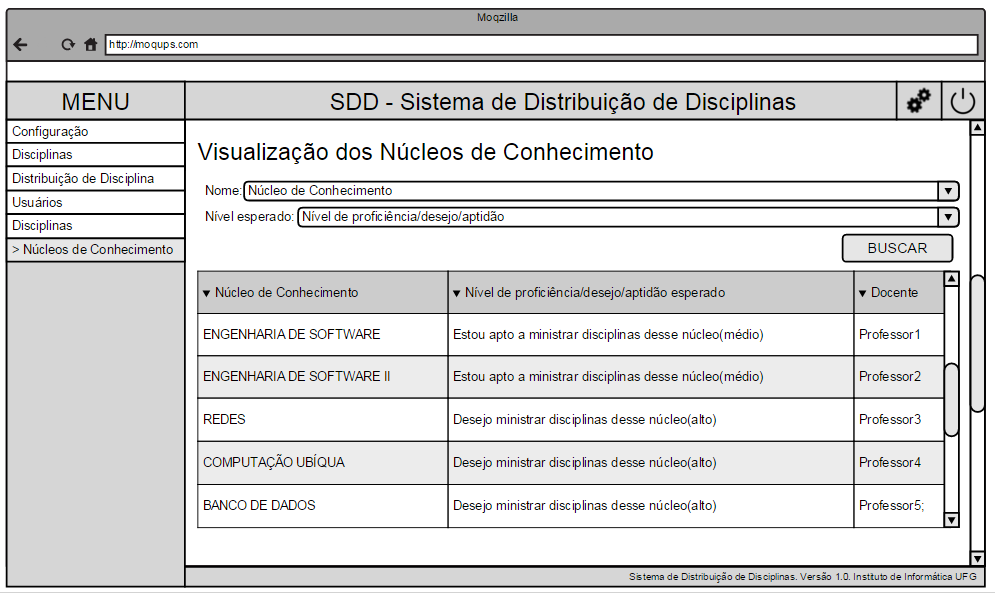 Moqzilla
http://moqups.com
MENU
SDD - Sistema de Distribuição de Disciplinas
Configuração
Disciplinas
Distribuição de Disciplina
Usuários
Disciplinas
> Núcleos de Conhecimento
Visualização dos Núcleos de Conhecimento
Nome: Núcleo de Conhecimento
Nível esperado: Nível de proficiência/desejo/aptidão
BUSCAR
Núcleo de Conhecimento Nível de proficiência/desejo/aptidão esperado Docente
ENGENHARIA DE SOFTWARE Estou apto a ministrar disciplinas desse núcleo(médio) Professor1
ENGENHARIA DE SOFTWARE II Estou apto a ministrar disciplinas desse núcleo(médio) Professor2
REDES Desejo ministrar disciplinas desse núcleo(alto) Professor3
COMPUTAÇÃO UBÍQUA Desejo ministrar disciplinas desse núcleo(alto) Professor4
BANCO DE DADOS Desejo ministrar disciplinas desse núcleo(alto) Professor5;
Sistema de Distribuição de Disciplinas. Versão 1.0. Instituto de Informática UFG